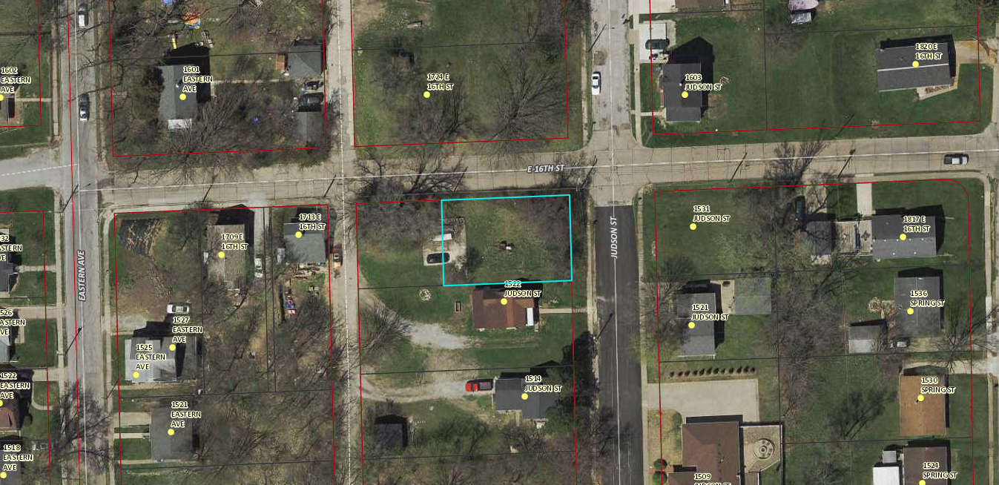 1602
EASTERN
AVE
1601
EASTERN
AVE
1724 E
16TH ST
1603
JUDSON ST
1820 E
16TH ST
E 16TH ST
1713 E
16TH ST
1709 E
16TH ST
1531
JUDSON ST
1817 E
16TH ST
EASTERN AVE
JUDSON ST
1522
JUDSON ST
1521
JUDSON ST
1536
SPRING ST
1527
EASTERN
AVE
1525
EASTERN
AVE
1522
EASTERN
AVE
1514
JUDSON ST
1530
SPRING ST
1521
EASTERN
AVE
1518
EASTERN
AVE
1509
1524
SPRING ST